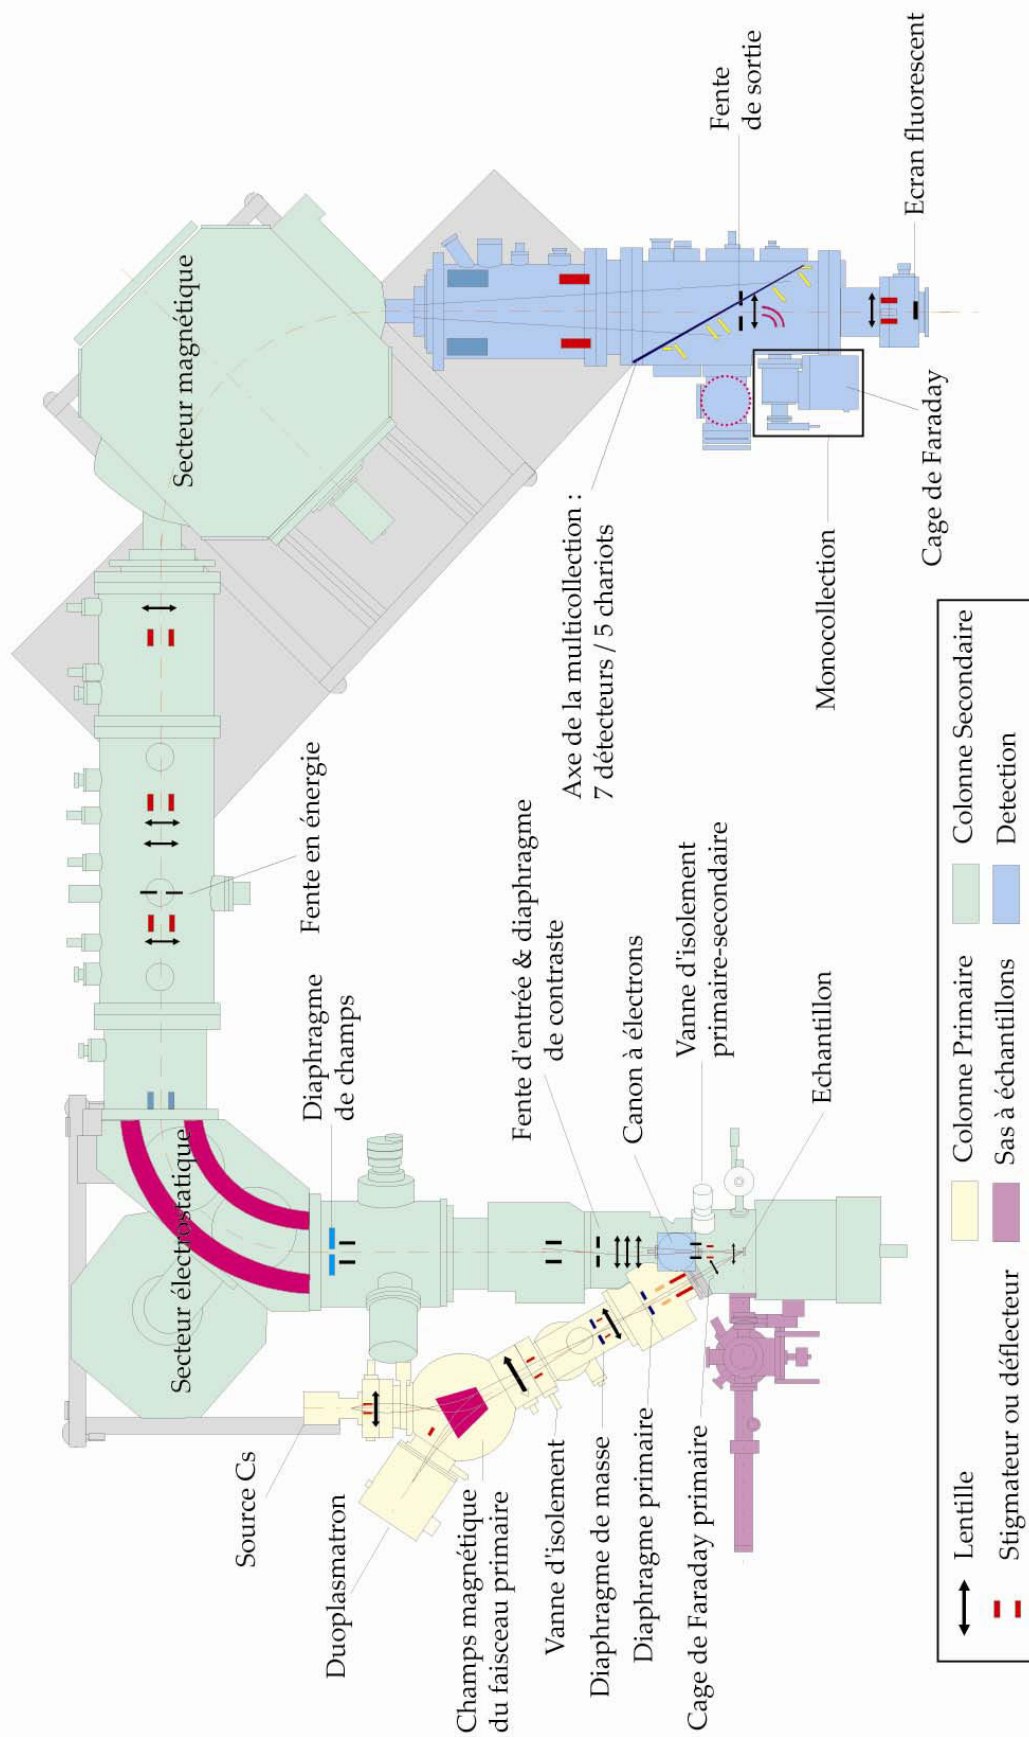 Source Cs
Duoplasmatron
Champs magnétique
du faisceau primaire
Vanne d'isolement
Diaphragme de masse
Diaphragme primaire
Cage de Faraday primaire
Secteur électrostatique
Diaphragme
de champs
Fente d'entrée & diaphragme
de contraste
Canon à électrons
Vanne d'isolement
primaire-secondaire
Echantillon
Fente en énergie
Secteur magnétique
Axe de la multicollection :
7 détecteurs / 5 chariots
Monocollection
Cage de Faraday
Fente
de sortie
Ecran fluorescent
Lentille
Stigmateur ou déflecteur
Colonne Primaire
Sas à échantillons
Colonne Secondaire
Detection